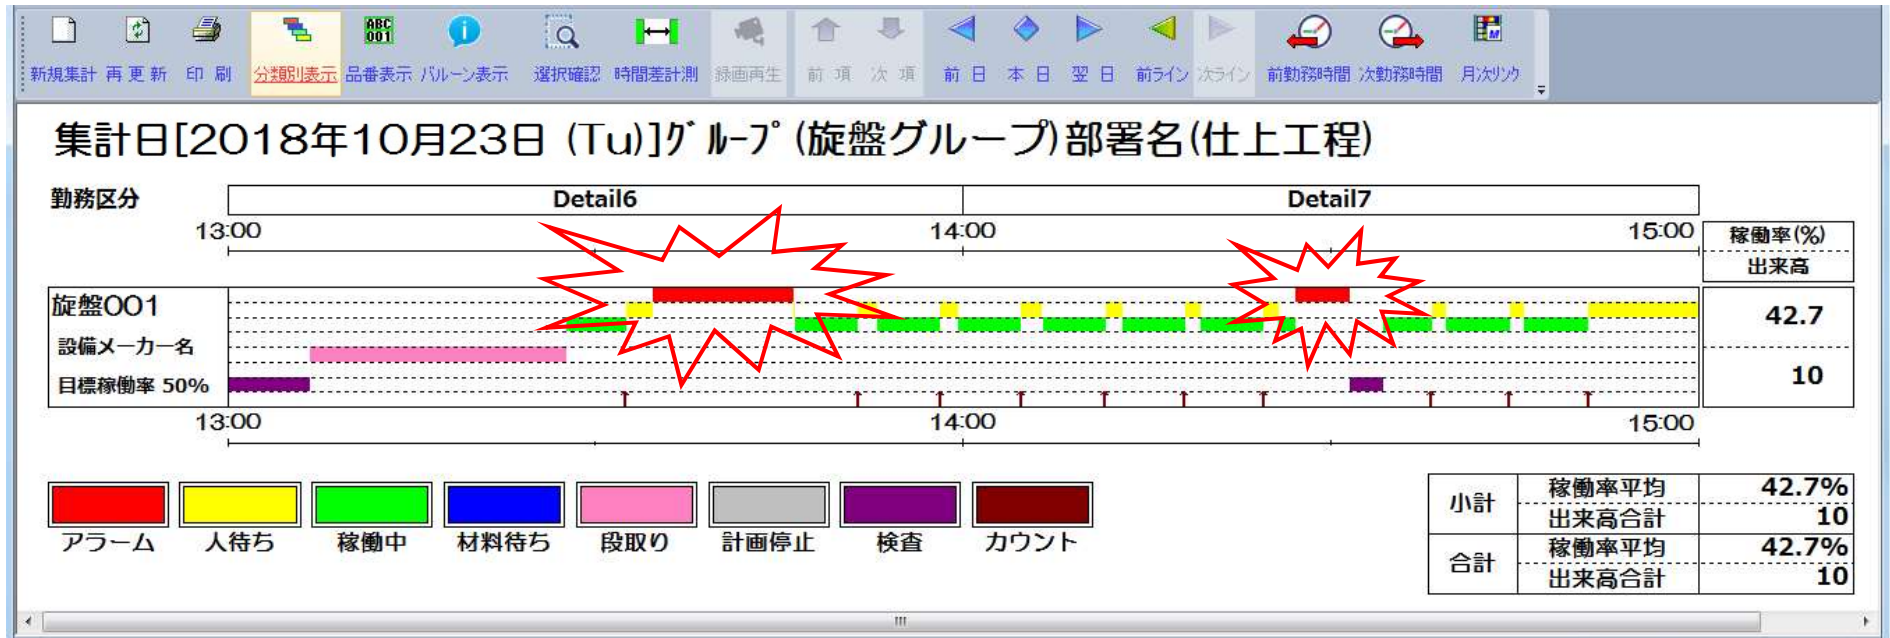 ABC
001
新規集計 再更新 印 刷 分類別表示 品番表示 バルーン表示 選択確認 時間差計測 録画再生 前 項 次 項 前 日 本 日 翌 日 前ライン 次ライン 前勤務時間 次勤務時間 月次リンク
集計日[2018年10月23日 (Tu)]ｸﾞﾙｰﾌﾟ(旋盤グループ)部署名(仕上工程)
勤務区分 Detail6 Detail7
13:00 14:00 15:00
稼働率(%)
出来高
旋盤001
設備メーカー名
目標稼働率 50%
42.7
10
13:00 14:00 15:00
アラーム 人待ち 稼働中 材料待ち 段取り 計画停止 検査 カウント
小計 稼働率平均 42.7%
出来高合計 10
合計 稼働率平均 42.7%
出来高合計 10